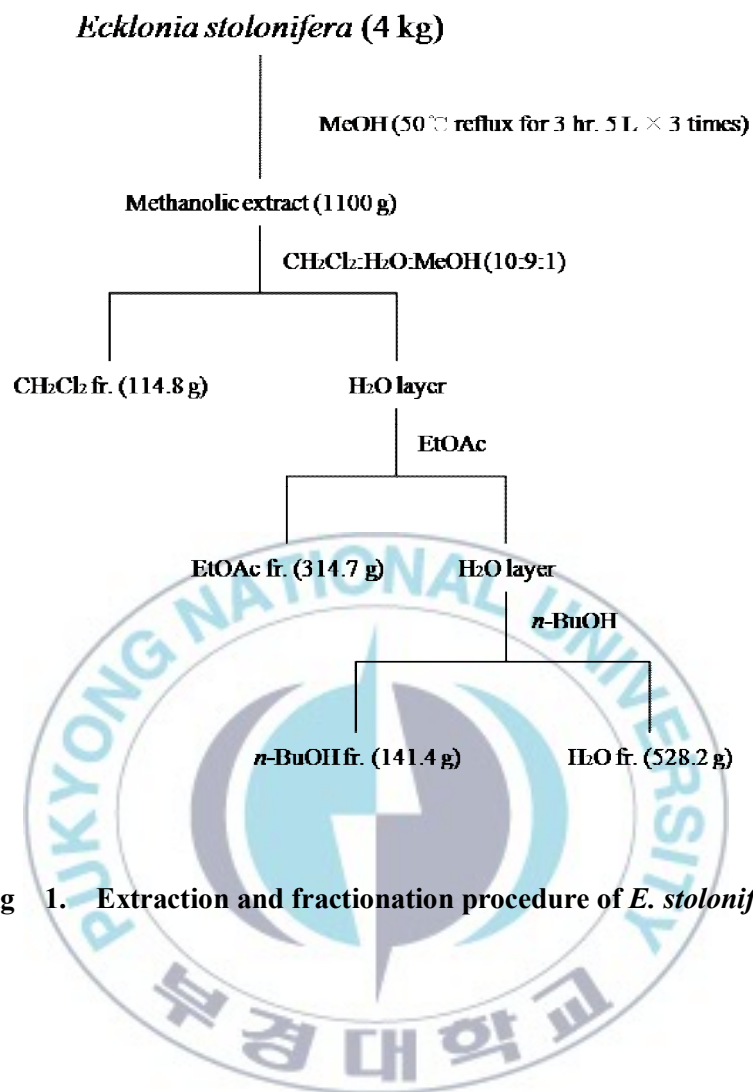 Ecklonia stolonifera (4 kg)
MeOH (50℃ reflux for 3 hr. 5 L × 3 times)
Methanolic extract (1100 g)
CH₂Cl₂:H₂O:MeOH (10:9:1)
CH₂Cl₂ fr. (114.8 g) H₂O layer
EtOAc
EtOAc fr. (314.7 g) H₂O layer
n-BuOH
n-BuOH fr. (141.4 g) H₂O fr. (528.2 g)
g 1. Extraction and fractionation procedure of E. stolonif
PUKYONG NATIONAL UNIVERSITY
부경대학교